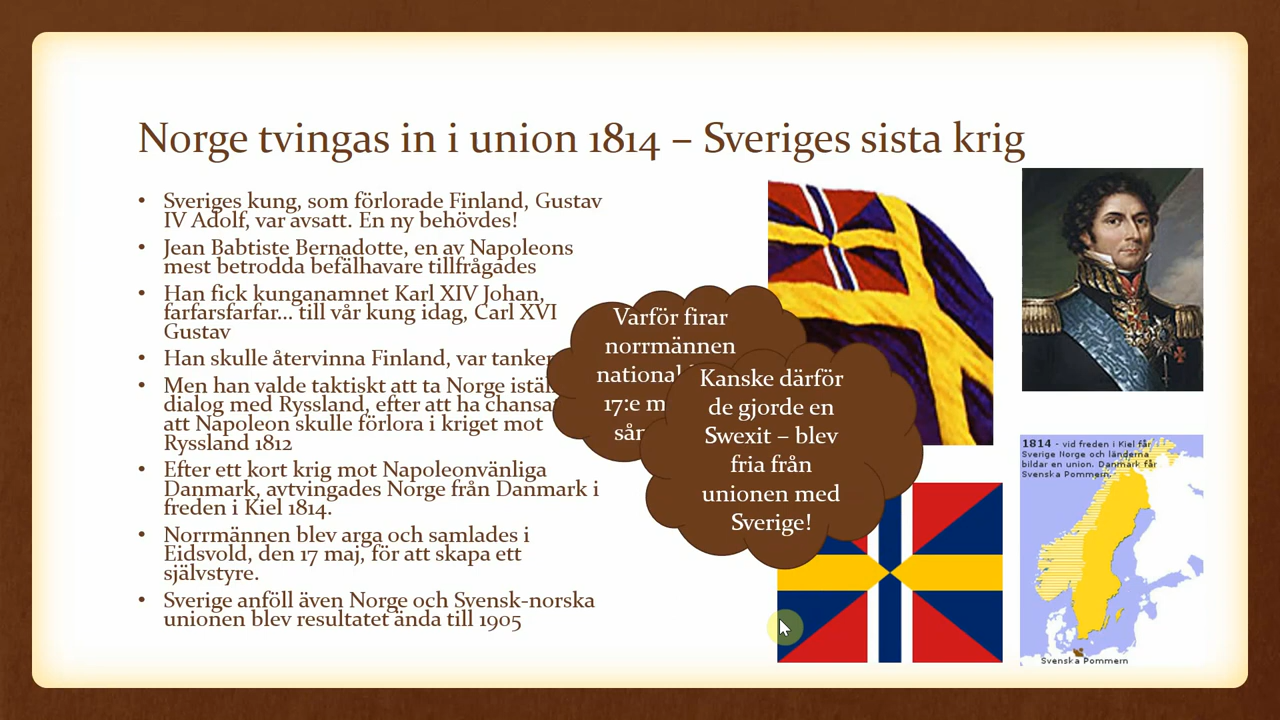 Norge tvingas in i union 1814 – Sveriges sista krig
• Sveriges kung, som förlorade Finland, Gustav
IV Adolf, var avsatt. En ny behövdes!
• Jean Babtiste Bernadotte, en av Napoleons
mest betrodda befälhavare tillfrågades
• Han fick kunganamnet Karl XIV Johan,
farfarsfarfar... till vår kung idag, Carl XVI
Gustav
• Han skulle återvinna Finland, var tanken
• Men han valde taktiskt att ta Norge
dialog med Ryssland, efter att ha
att Napoleon skulle förlora i kriget mot
Ryssland 1812
• Efter ett kort krig mot Napoleonvänliga
Danmark, avtvingades Norge från Danmark i
freden i Kiel 1814.
• Norrmännen blev arga och samlades i
Eidsvold, den 17 maj, för att skapa ett
självstyre.
• Sverige anföll även Norge och Svensk-norska
unionen blev resultatet ända till 1905
Varför firar
norrmännen
17:e
Kanske därför
de gjorde en
Swexit – blev
fria från
unionen med
Sverige!
1814 - vid freden i Kiel får
Sverige Norge och länderna
bildar en union. Danmark får
Svenska Pommern.
Svenska Pommern